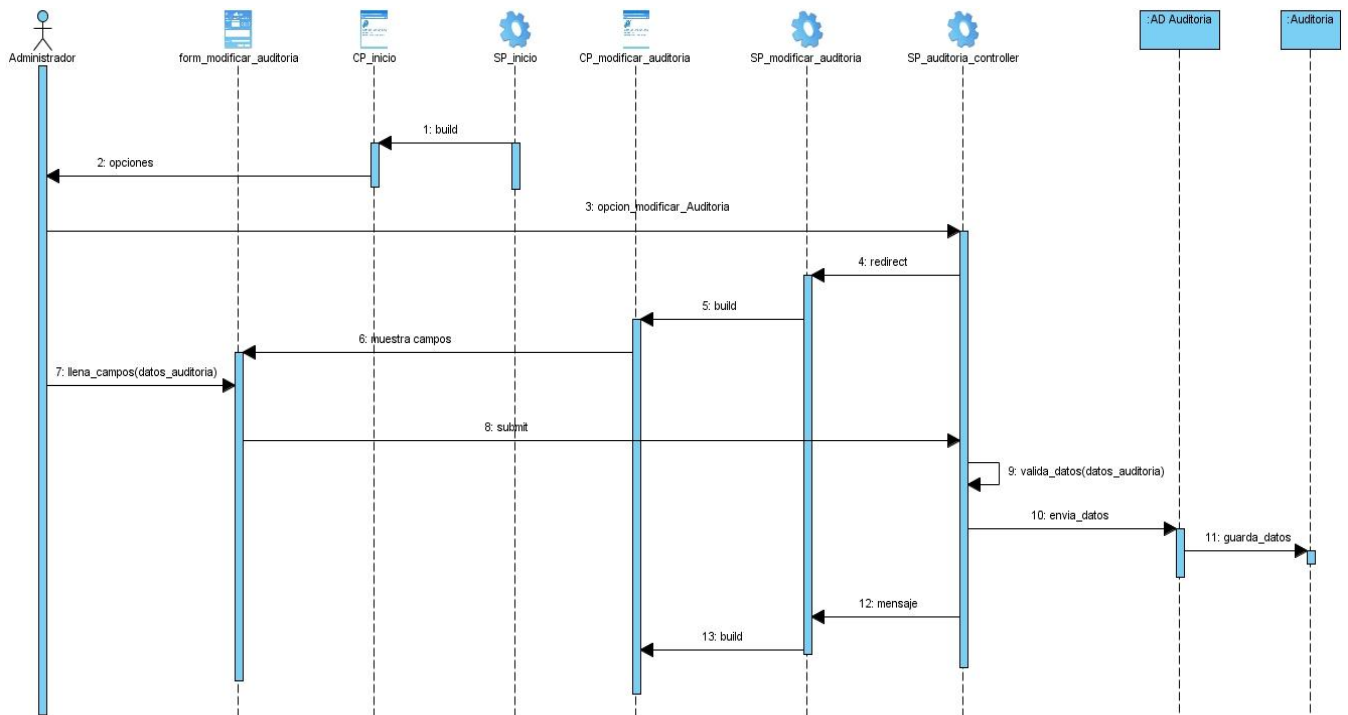 :AD Auditoria
:Auditoria
Administrador
form_modificar_auditoria
CP_inicio
SP_inicio
CP_modificar_auditoria
SP_modificar_auditoria
SP_auditoria_controller
1: build
2: opciones
3: opcion_modificar_Auditoria
4: redirect
5: build
6: muestra campos
7: llena_campos(datos_auditoria)
8: submit
9: valida_datos(datos_auditoria)
10: envia_datos
11: guarda_datos
12: mensaje
13: build